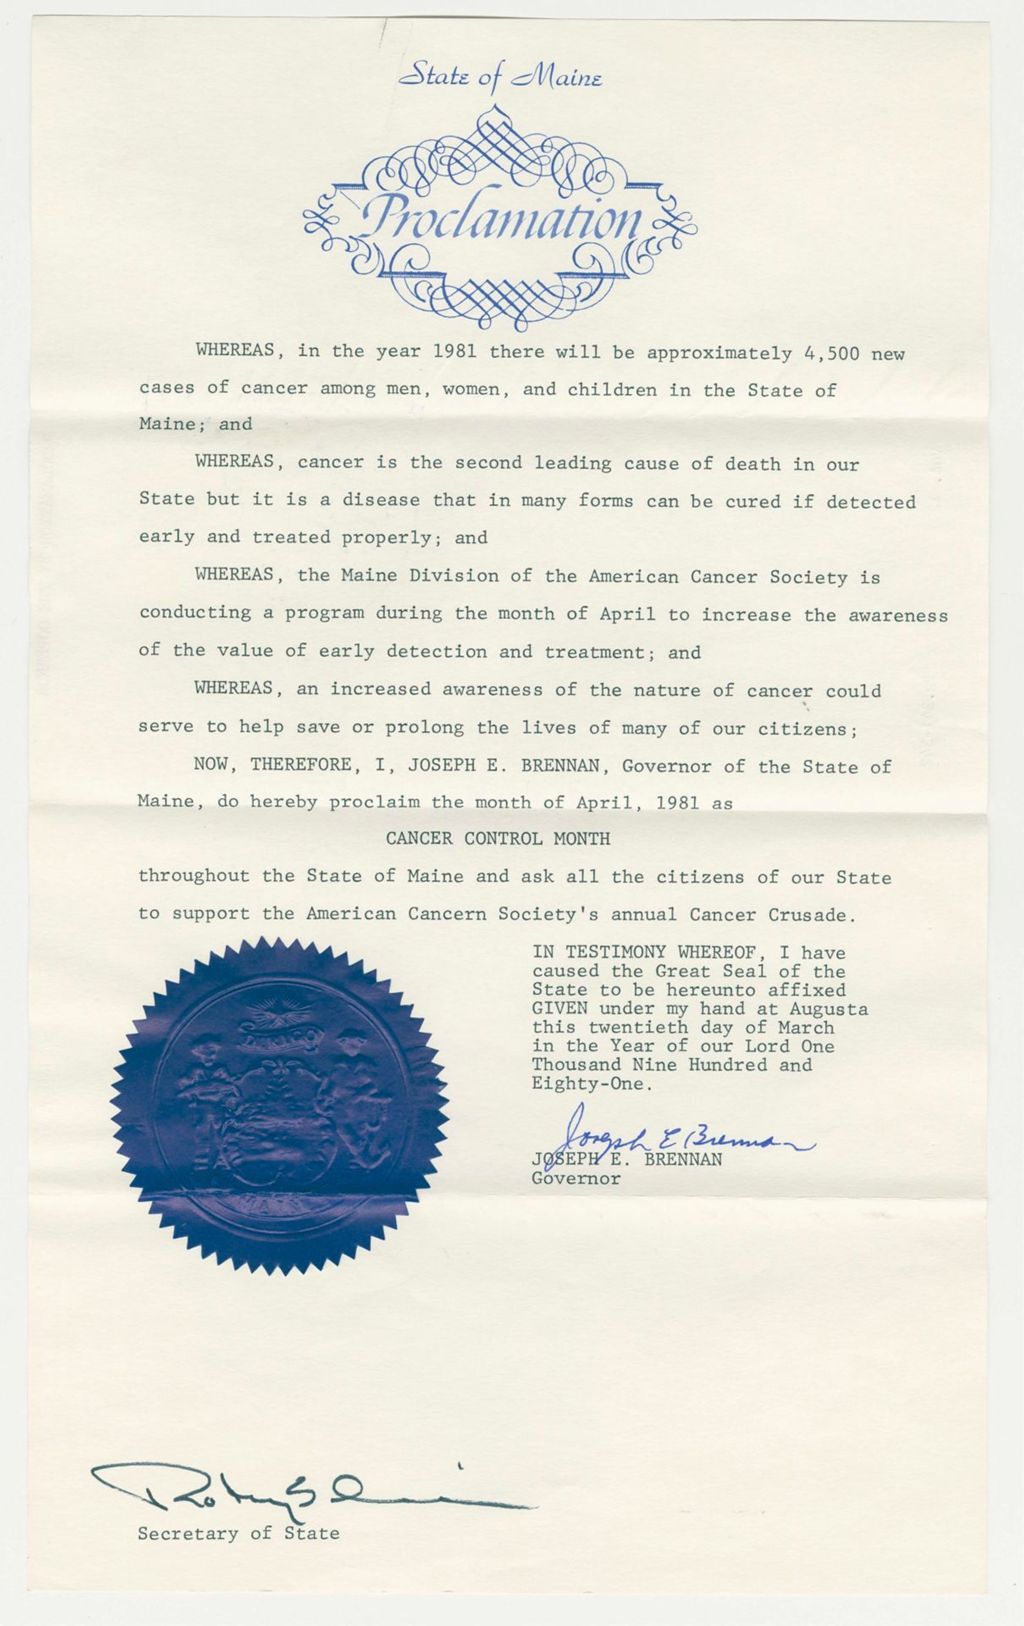 State of Maine
Proclamation
WHEREAS, in the year 1981 there will be approximately 4,500 new
cases of cancer among men, women, and children in the State of
Maine; and
WHEREAS, cancer is the second leading cause of death in our
State but it is a disease that in many forms can be cured if detected
early and treated properly; and
WHEREAS, the Maine Division of the American Cancer Society is
conducting a program during the month of April to increase the awareness
of the value of early detection and treatment; and
WHEREAS, an increased awareness of the nature of cancer could
serve to help save or prolong the lives of many of our citizens;
NOW, THEREFORE, I, JOSEPH E. BRENNAN, Governor of the State of
Maine, do hereby proclaim the month of April, 1981 as
CANCER CONTROL MONTH
throughout the State of Maine and ask all the citizens of our State
to support the American Cancern Society's annual Cancer Crusade.
IN TESTIMONY WHEREOF, I have
caused the Great Seal of the
State to be hereunto affixed
GIVEN under my hand at Augusta
this twentieth day of March
in the Year of our Lord One
Thousand Nine Hundred and
Eighty-One.
Joseph E Brennan
JOSEPH E. BRENNAN
Governor
DIRIGO
MAINE
Secretary of State